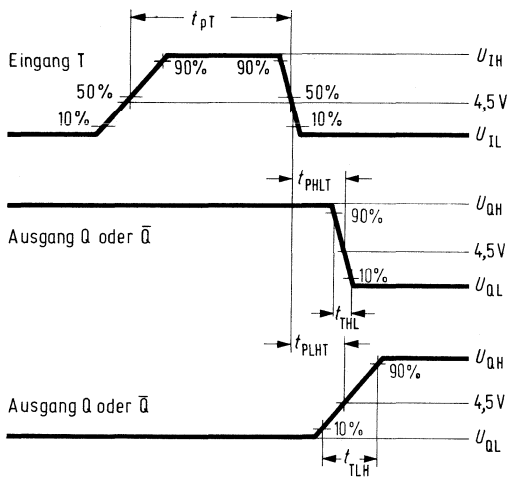 t_pT
Eingang T
90% 90%
U_IH
50% 50%
4,5V
10% 10%
U_IL
t_PHLT
U_QH
90%
Ausgang Q oder Q̅
4,5V
10%
U_QL
t_THL
t_PLHT
U_QH
90%
Ausgang Q oder Q̅
4,5V
10%
U_QL
t_TLH